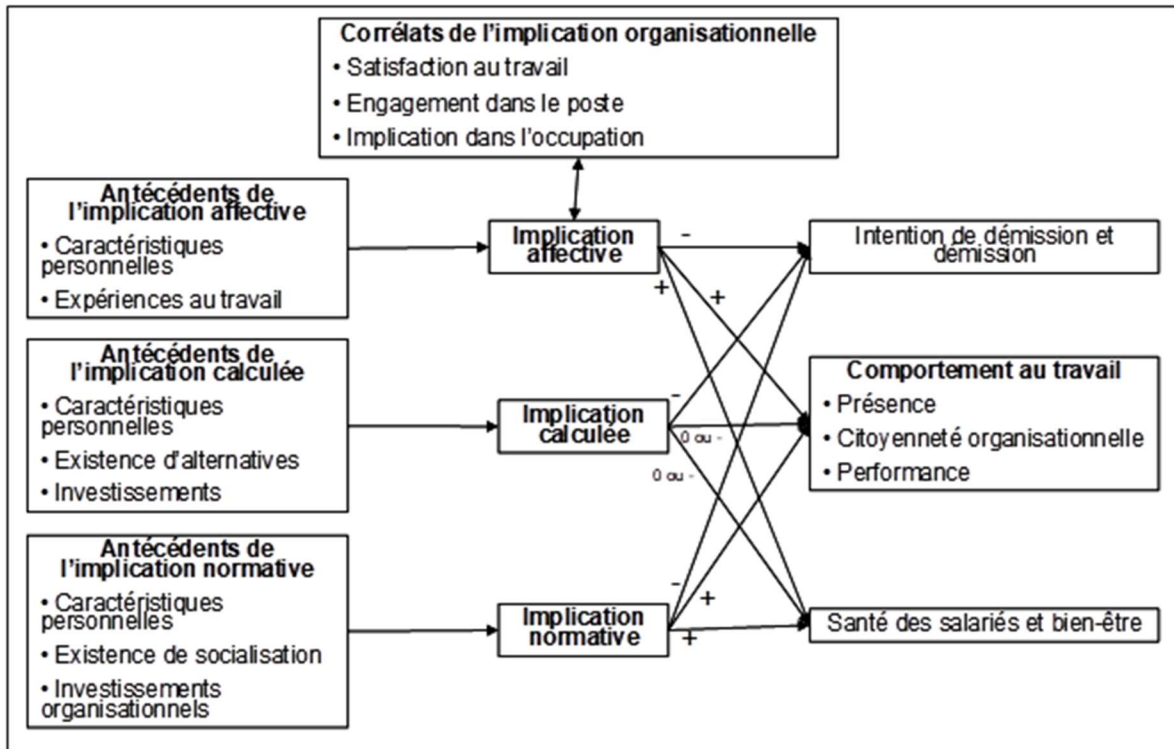 Corrélats de l'implication organisationnelle
• Satisfaction au travail
• Engagement dans le poste
• Implication dans l'occupation
Antécédents de
l'implication affective
• Caractéristiques
personnelles
• Expériences au travail
Implication
affective
-
+
+
Intention de démission et
démission
Antécédents de
l'implication calculée
• Caractéristiques
personnelles
• Existence d'alternatives
• Investissements
Implication
calculée
-
0 ou -
0 ou -
Comportement au travail
• Présence
• Citoyenneté organisationnelle
• Performance
Antécédents de
l'implication normative
• Caractéristiques
personnelles
• Existence de socialisation
• Investissements
organisationnels
Implication
normative
-
+
+
Santé des salariés et bien-être